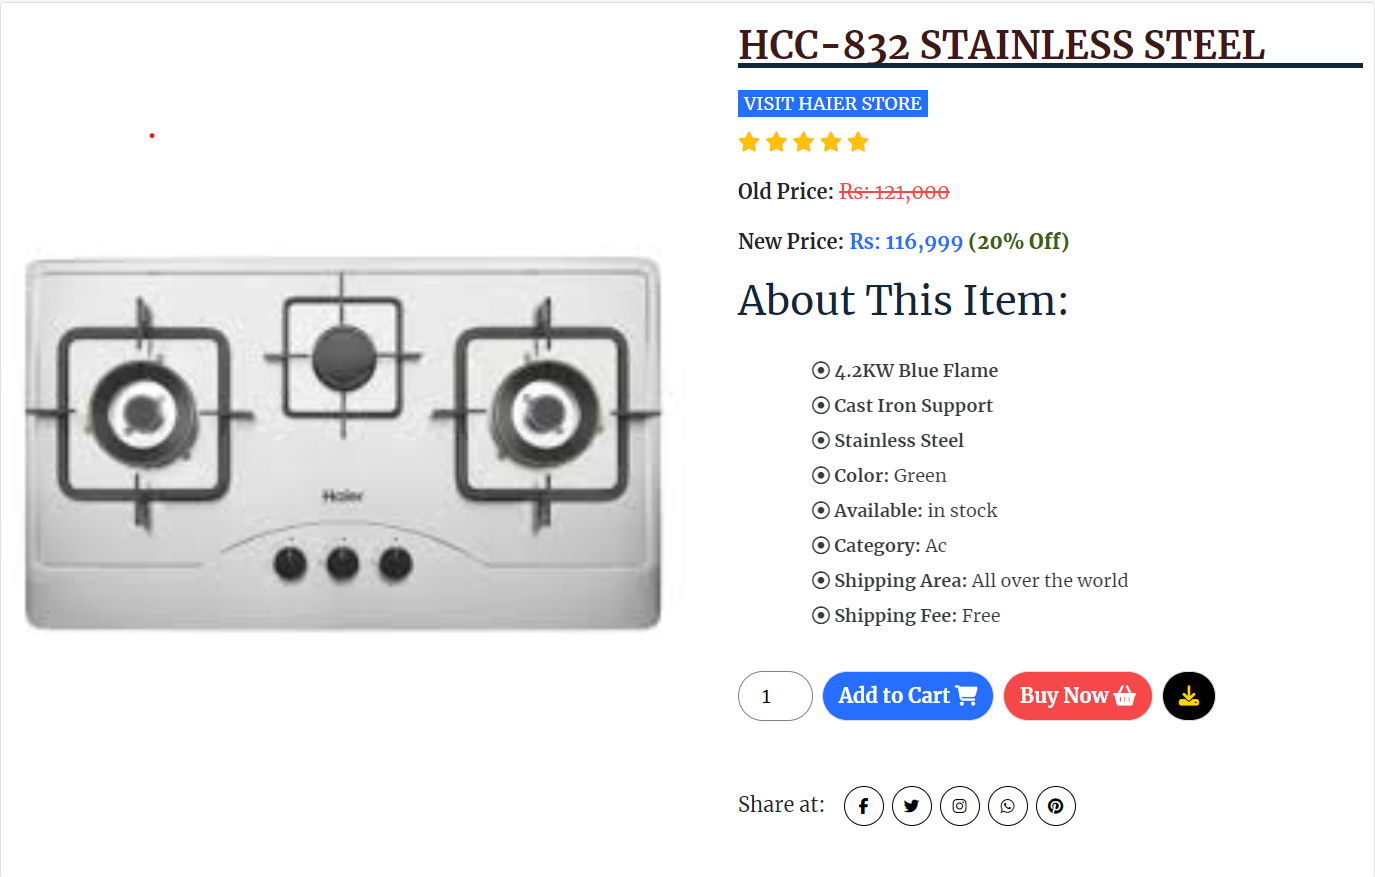 HCC-832 STAINLESS STEEL
VISIT HAIER STORE
Old Price: Rs: 121,000
New Price: Rs: 116,999 (20% Off)
About This Item:
4.2KW Blue Flame
Cast Iron Support
Stainless Steel
Color: Green
Available: in stock
Category: Ac
Shipping Area: All over the world
Shipping Fee: Free
Haier
1 Add to Cart Buy Now
Share at: